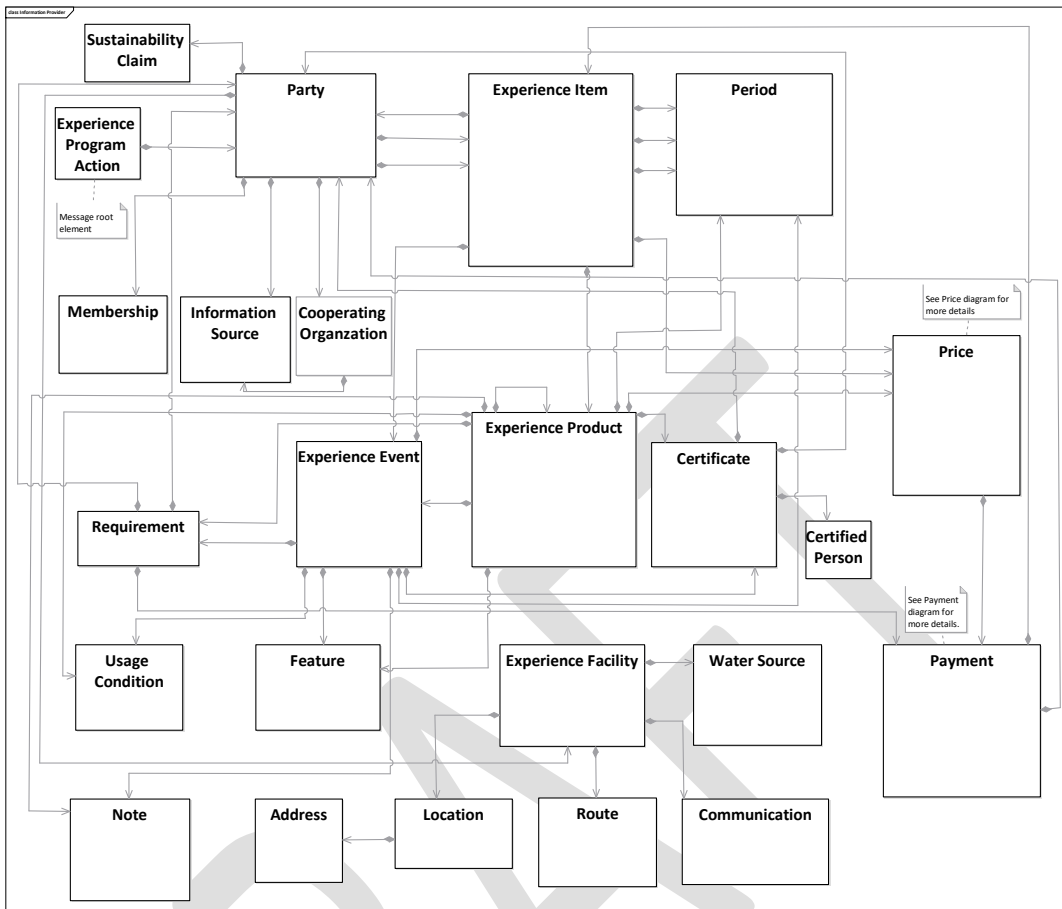 class Information Provider
Sustainability
Claim
Party
Experience Item
Period
Experience
Program
Action
Message root
element
Membership
Information
Source
Cooperating
Organzation
See Price diagram for
more details
Price
Experience Product
Experience Event
Certificate
Requirement
Certified
Person
See Payment
diagram for
more details.
Usage
Condition
Feature
Experience Facility
Water Source
Payment
Note
Address
Location
Route
Communication
DRAFT